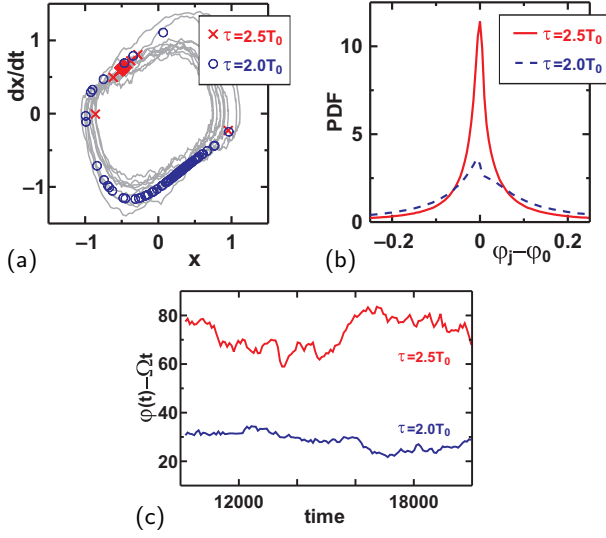 1
0
−1
dx/dt
−1
0
1
x
× τ=2.5T₀
○ τ=2.0T₀
(a)
10
5
0
PDF
−0.2
0
0.2
φⱼ−φ₀
τ=2.5T₀
τ=2.0T₀
(b)
80
60
40
20
φ(t)−Ωt
τ=2.5T₀
τ=2.0T₀
12000
18000
time
(c)